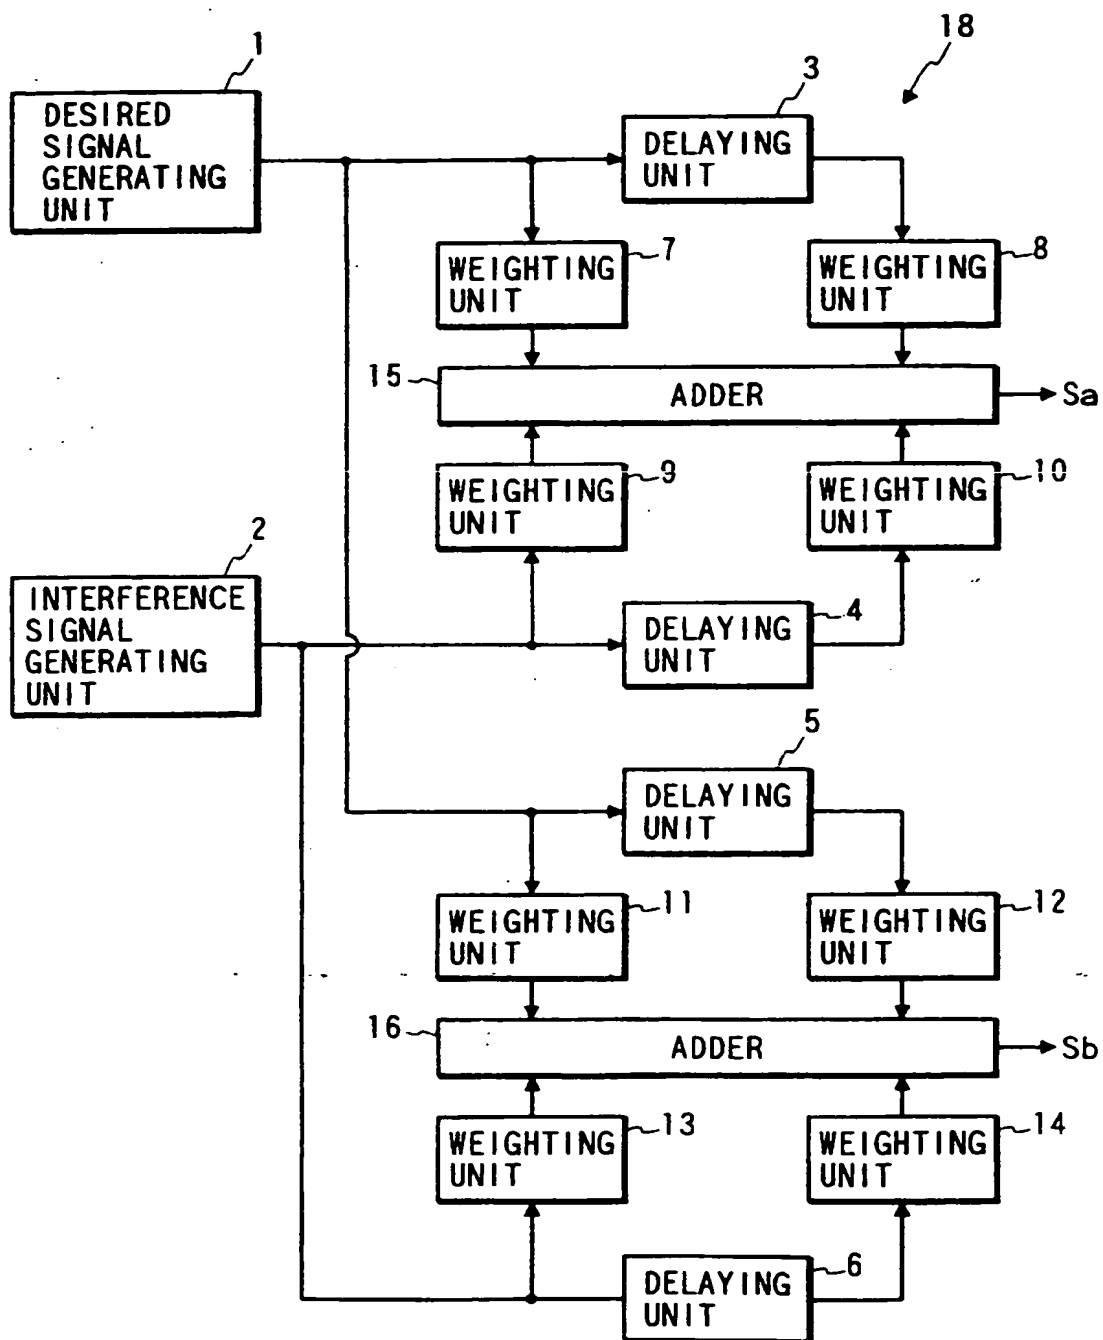 18
1
DESIRED
SIGNAL
GENERATING
UNIT
3
DELAYING
UNIT
7
WEIGHTING
UNIT
8
WEIGHTING
UNIT
15
ADDER
Sa
9
WEIGHTING
UNIT
10
WEIGHTING
UNIT
2
INTERFERENCE
SIGNAL
GENERATING
UNIT
4
DELAYING
UNIT
5
DELAYING
UNIT
11
WEIGHTING
UNIT
12
WEIGHTING
UNIT
16
ADDER
Sb
13
WEIGHTING
UNIT
14
WEIGHTING
UNIT
6
DELAYING
UNIT